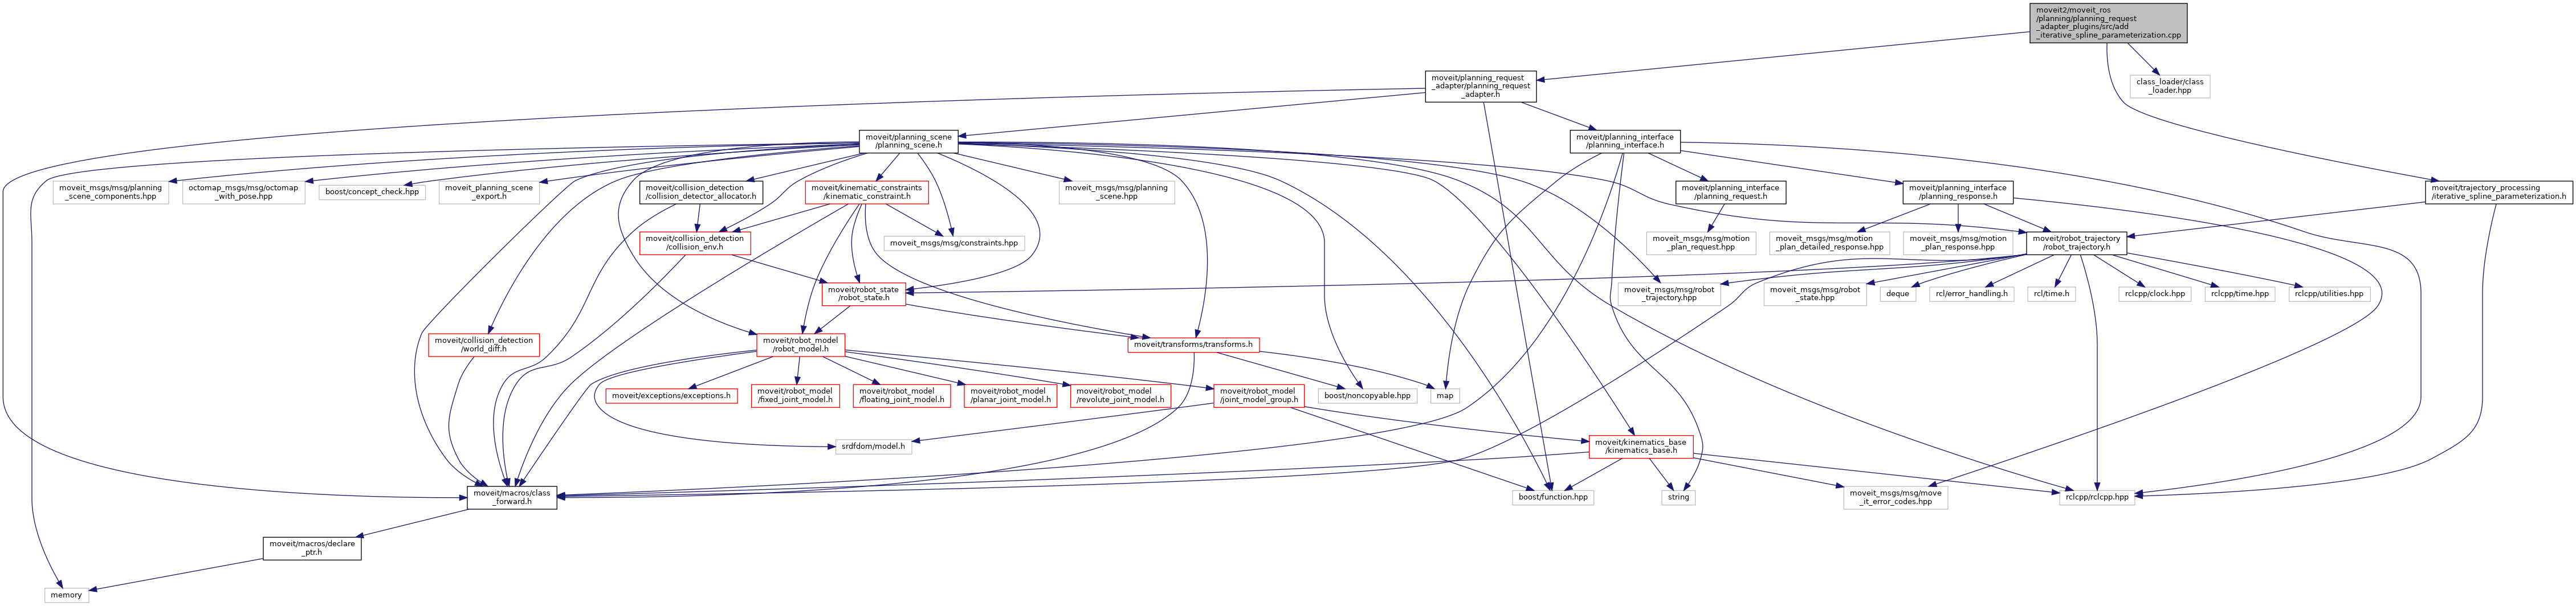 moveit2/moveit_ros
/planning/planning_request
_adapter_plugins/src/add
_iterative_spline_parameterization.cpp
moveit/planning_request
_adapter/planning_request
_adapter.h
class_loader/class
_loader.hpp
moveit/planning_scene
/planning_scene.h
moveit/planning_interface
/planning_interface.h
moveit_msgs/msg/planning
_scene_components.hpp
octomap_msgs/msg/octomap
_with_pose.hpp
boost/concept_check.hpp
moveit_planning_scene
_export.h
moveit/collision_detection
/collision_detector_allocator.h
moveit/kinematic_constraints
/kinematic_constraint.h
moveit_msgs/msg/planning
_scene.hpp
moveit/planning_interface
/planning_request.h
moveit/planning_interface
/planning_response.h
moveit/trajectory_processing
/iterative_spline_parameterization.h
moveit/collision_detection
/collision_env.h
moveit_msgs/msg/constraints.hpp
moveit_msgs/msg/motion
_plan_request.hpp
moveit_msgs/msg/motion
_plan_detailed_response.hpp
moveit_msgs/msg/motion
_plan_response.hpp
moveit/robot_trajectory
/robot_trajectory.h
moveit/robot_state
/robot_state.h
moveit_msgs/msg/robot
_trajectory.hpp
moveit_msgs/msg/robot
_state.hpp
deque
rcl/error_handling.h
rcl/time.h
rclcpp/clock.hpp
rclcpp/time.hpp
rclcpp/utilities.hpp
moveit/collision_detection
/world_diff.h
moveit/robot_model
/robot_model.h
moveit/transforms/transforms.h
moveit/exceptions/exceptions.h
moveit/robot_model
/fixed_joint_model.h
moveit/robot_model
/floating_joint_model.h
moveit/robot_model
/planar_joint_model.h
moveit/robot_model
/revolute_joint_model.h
moveit/robot_model
/joint_model_group.h
boost/noncopyable.hpp
map
srdfdom/model.h
moveit/kinematics_base
/kinematics_base.h
moveit/macros/class
_forward.h
boost/function.hpp
string
moveit_msgs/msg/move
_it_error_codes.hpp
rclcpp/rclcpp.hpp
moveit/macros/declare
_ptr.h
memory